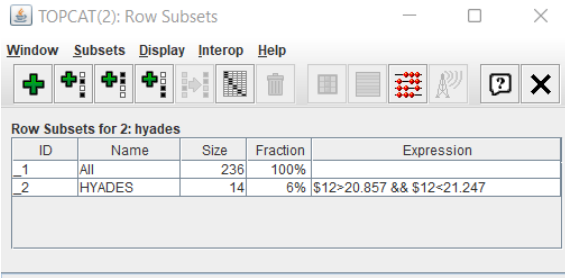 TOPCAT(2): Row Subsets
Window Subsets Display Interop Help
Row Subsets for 2: hyades
ID Name Size Fraction Expression
_1 All 236 100%
_2 HYADES 14 6% $12>20.857 && $12<21.247